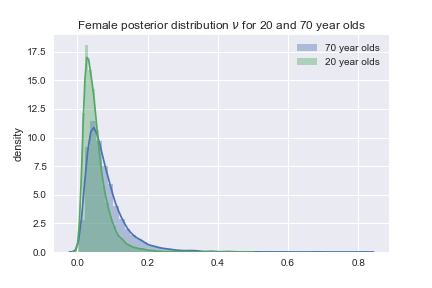 Female posterior distribution ν for 20 and 70 year olds
70 year olds
20 year olds
density
17.5
15.0
12.5
10.0
7.5
5.0
2.5
0.0
0.0 0.2 0.4 0.6 0.8